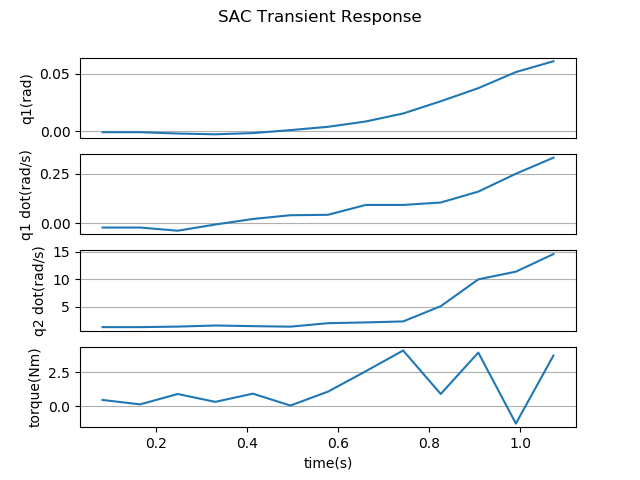 SAC Transient Response
q1(rad)
0.05
0.00
q1 dot(rad/s)
0.25
0.00
q2 dot(rad/s)
15
10
5
torque(Nm)
2.5
0.0
0.2 0.4 0.6 0.8 1.0
time(s)